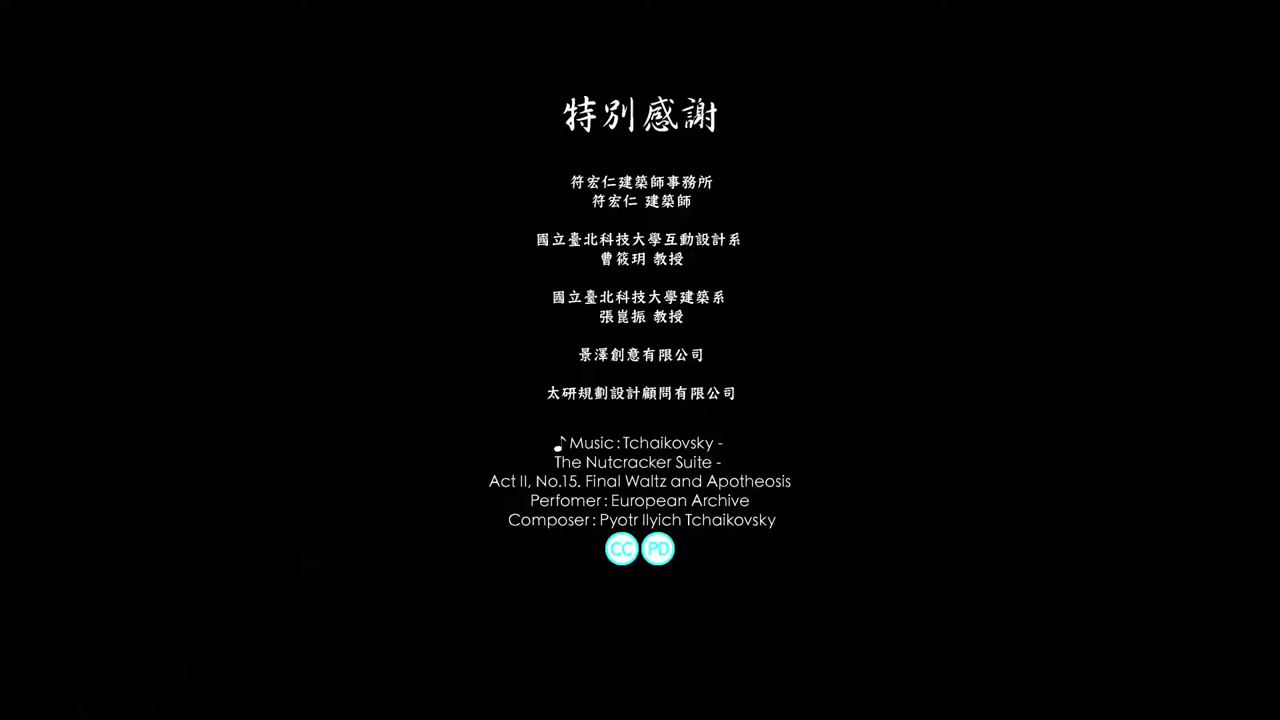 特別感謝
符宏仁建築師事務所
符宏仁 建築師
國立臺北科技大學互動設計系
曹筱玥 教授
國立臺北科技大學建築系
張崑振 教授
景澤創意有限公司
太研規劃設計顧問有限公司
♪ Music : Tchaikovsky -
The Nutcracker Suite -
Act II, No.15. Final Waltz and Apotheosis
Perfomer : European Archive
Composer : Pyotr Ilyich Tchaikovsky
CC PD